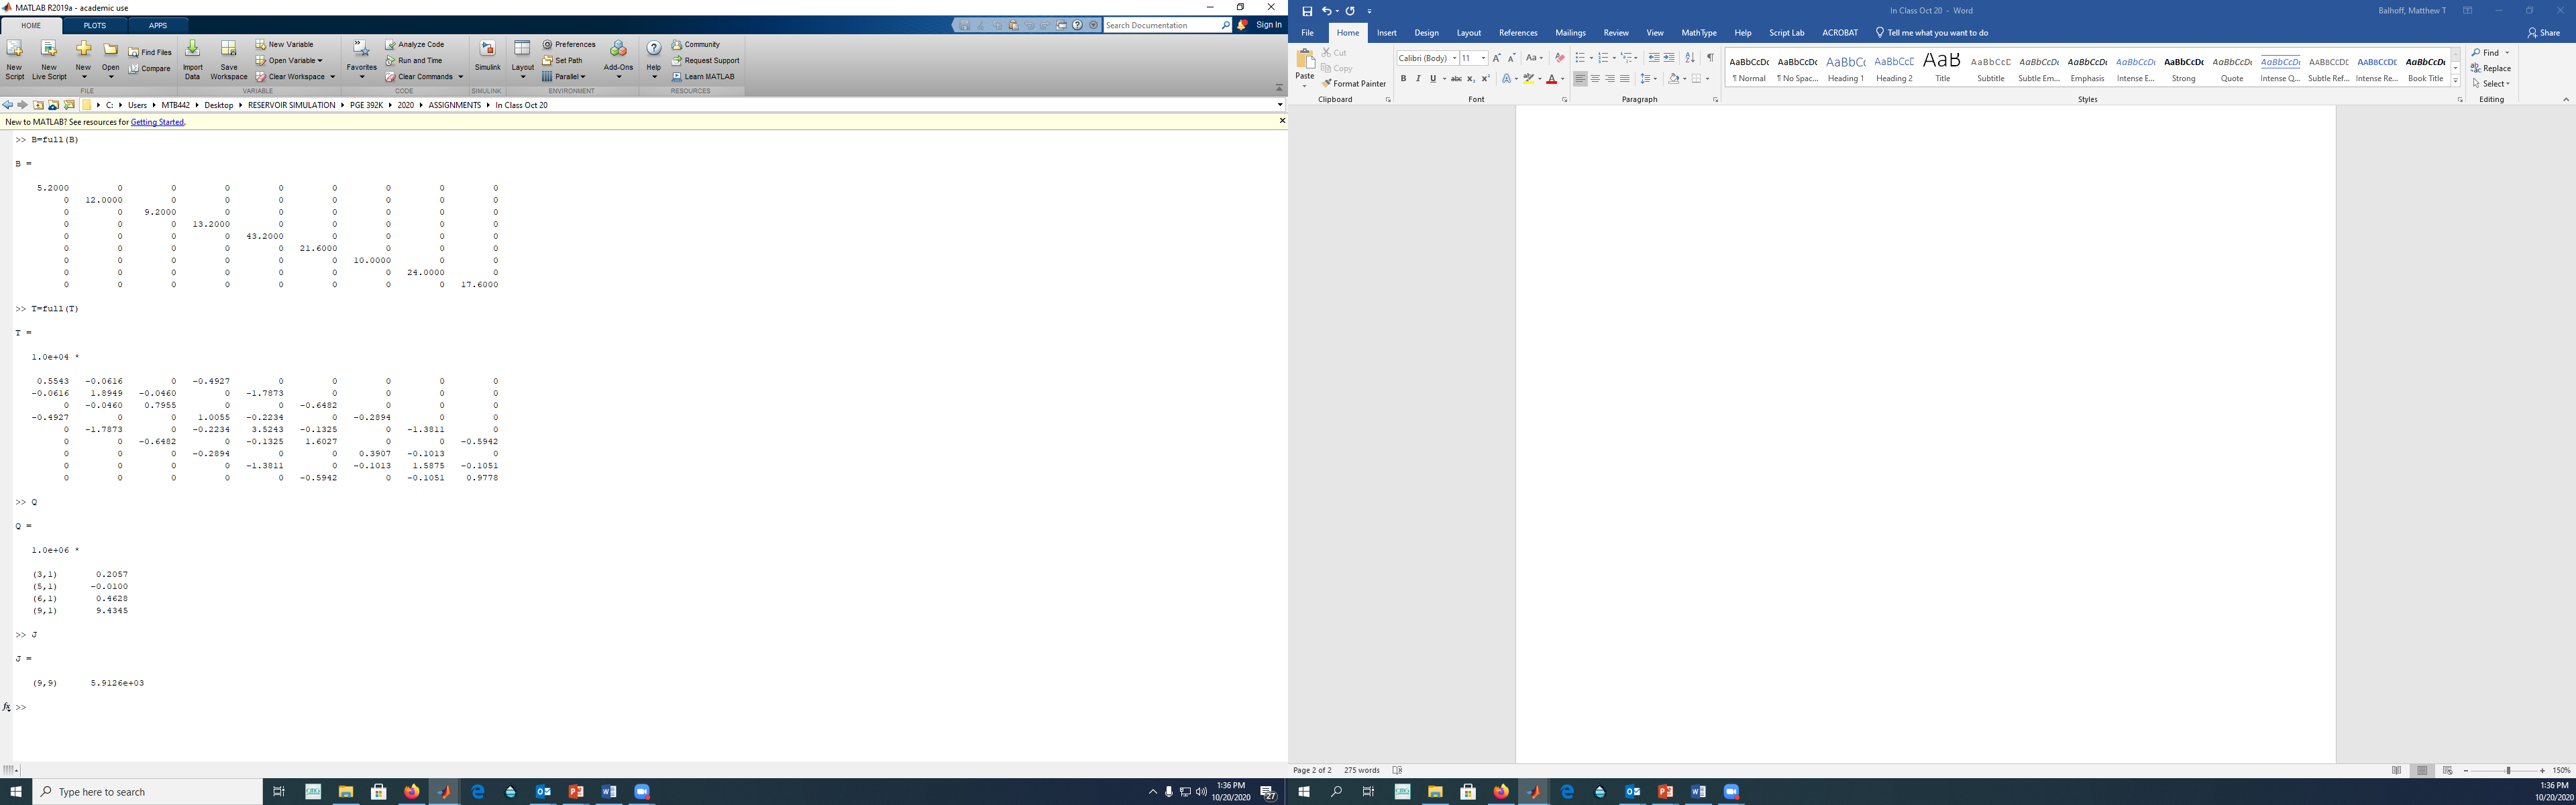 MATLAB R2019a - academic use
HOME PLOTS APPS
Search Documentation Sign In
New Script New Live Script New Open Find Files Compare Import Data Save Workspace New Variable Open Variable Clear Workspace Favorites Analyze Code Run and Time Clear Commands Simulink Layout Preferences Set Path Parallel Add-Ons Help Community Request Support Learn MATLAB
FILE VARIABLE CODE SIMULINK ENVIRONMENT RESOURCES
C: Users MTB442 Desktop RESERVOIR SIMULATION PGE 392K 2020 ASSIGNMENTS In Class Oct 20
New to MATLAB? See resources for Getting Started.
>> B=full(B)
B =
5.2000 0 0 0 0 0 0 0 0
0 12.0000 0 0 0 0 0 0 0
0 0 9.2000 0 0 0 0 0 0
0 0 0 13.2000 0 0 0 0 0
0 0 0 0 43.2000 0 0 0 0
0 0 0 0 0 21.6000 0 0 0
0 0 0 0 0 0 10.0000 0 0
0 0 0 0 0 0 0 24.0000 0
0 0 0 0 0 0 0 0 17.6000
>> T=full(T)
T =
1.0e+04 *
0.5543 -0.0616 0 -0.4927 0 0 0 0 0
-0.0616 1.8949 -0.0460 0 -1.7873 0 0 0 0
0 -0.0460 0.7955 0 0 -0.6482 0 0 0
-0.4927 0 0 1.0055 -0.2234 0 -0.2894 0 0
0 -1.7873 0 -0.2234 3.5243 -0.1325 0 -1.3811 0
0 0 -0.6482 0 -0.1325 1.6027 0 0 -0.5942
0 0 0 -0.2894 0 0 0.3907 -0.1013 0
0 0 0 0 -1.3811 0 -0.1013 1.5875 -0.1051
0 0 0 0 0 -0.5942 0 -0.1051 0.9778
>> Q
Q =
1.0e+06 *
(3,1) 0.2057
(5,1) -0.0100
(6,1) 0.4628
(9,1) 9.4345
>> J
J =
(9,9) 5.9126e+03
fx >>
Type here to search
1:36 PM
10/20/2020
27
In Class Oct 20 - Word
Balhoff, Matthew T
File Home Insert Design Layout References Mailings Review View MathType Help Script Lab ACROBAT Tell me what you want to do Share
Paste Cut Copy Format Painter
Calibri (Body) 11
AaBbCcDc AaBbCcDc AaBbCc AaBbCcD AaB AaBbCcD AaBbCcDc AaBbCcDc AaBbCcDc AaBbCcDc AaBbCcDc AaBbCcDc AaBbCcDc AaBbCcDc AaBbCcDc
¶ Normal ¶ No Spac... Heading 1 Heading 2 Title Subtitle Subtle Em... Emphasis Intense E... Strong Quote Intense Q... Subtle Ref... Intense Re... Book Title
Find Replace Select
Clipboard Font Paragraph Styles Editing
Page 2 of 2 275 words
150%
1:36 PM
10/20/2020